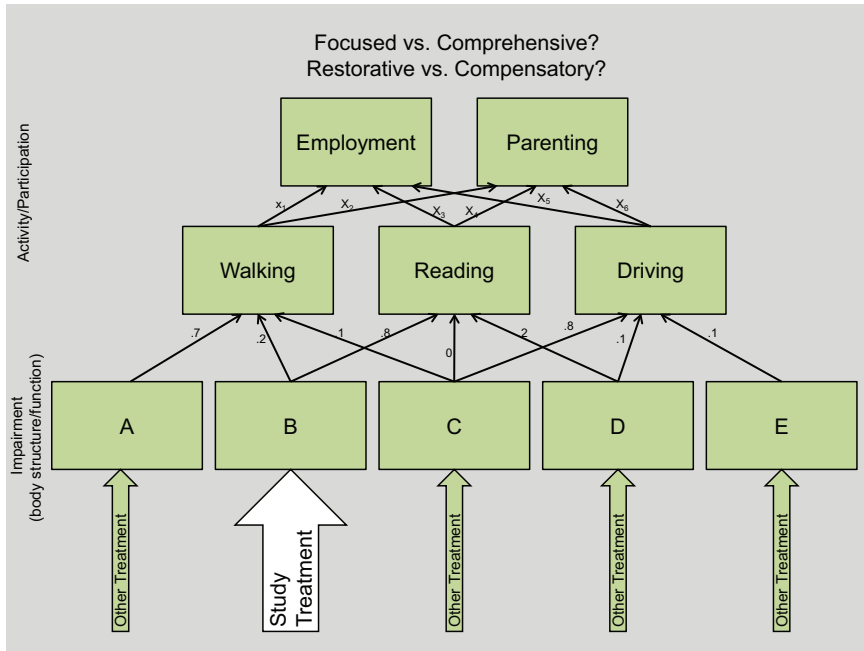 Focused vs. Comprehensive?
Restorative vs. Compensatory?
Activity/Participation
Employment
Parenting
x1
X2
X3
X4
X5
X6
Walking
Reading
Driving
.7
.2
.1
.8
0
.2
.8
.1
.1
Impairment
(body structure/function)
A
B
C
D
E
Other Treatment
Study
Treatment
Other Treatment
Other Treatment
Other Treatment